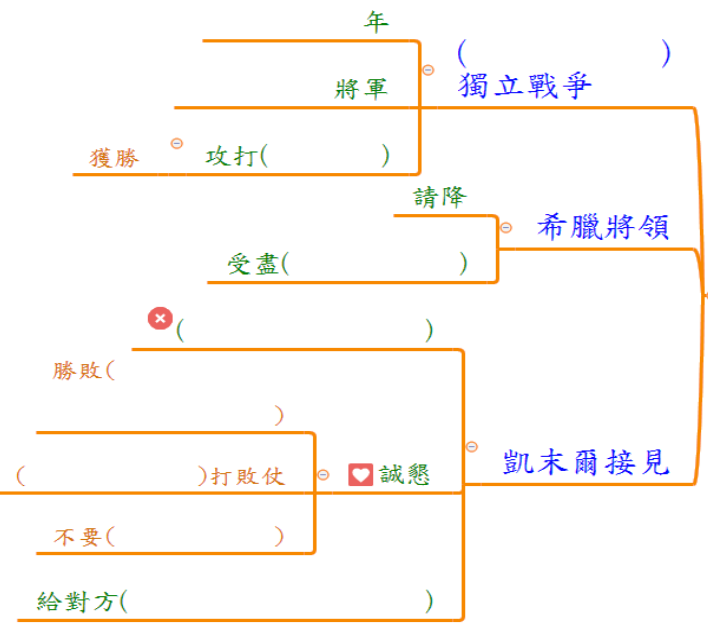 年
(                    )
獨立戰爭
將軍
獲勝
攻打(                    )
請降
希臘將領
受盡(                    )
(                    )
勝敗(
)
凱末爾接見
(                    )打敗仗
誠懇
不要(                    )
給對方(                    )